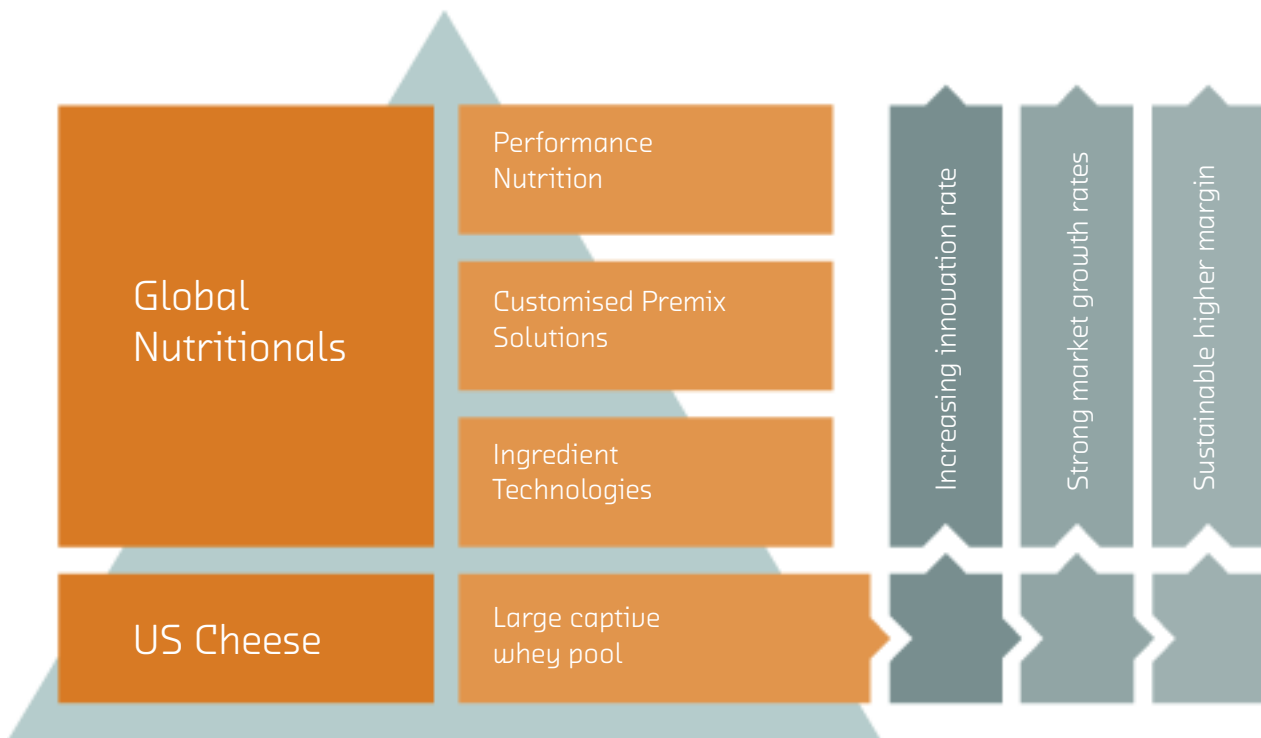 Global
Nutritionals
Performance
Nutrition
Customised Premix
Solutions
Ingredient
Technologies
US Cheese
Large captive
whey pool
Increasing innovation rate
Strong market growth rates
Sustainable higher margin